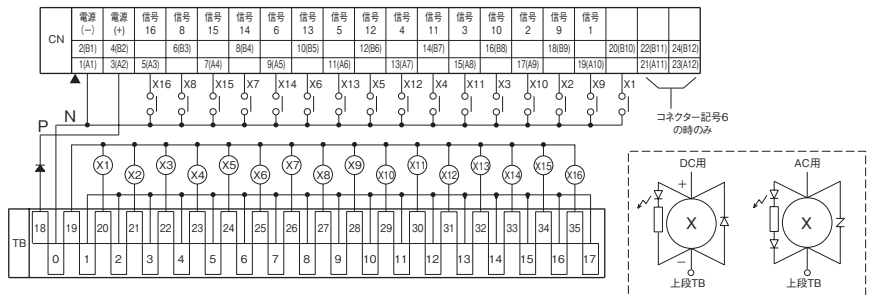 CN
電源 電源 信号 信号 信号 信号 信号 信号 信号 信号 信号 信号 信号 信号 信号 信号 信号 信号
(−) (+) 16 8 15 14 6 13 5 12 4 11 3 10 2 9 1
2(B1) 4(B2) 6(B3) 8(B4) 10(B5) 12(B6) 14(B7) 16(B8) 18(B9) 20(B10) 22(B11) 24(B12)
1(A1) 3(A2) 5(A3) 7(A4) 9(A5) 11(A6) 13(A7) 15(A8) 17(A9) 19(A10) 21(A11) 23(A12)
X16 X8 X15 X7 X14 X6 X13 X5 X12 X4 X11 X3 X10 X2 X9 X1
コネクター記号6
の時のみ
P N
X1 X2 X3 X4 X5 X6 X7 X8 X9 X10 X11 X12 X13 X14 X15 X16
TB
18 19 20 21 22 23 24 25 26 27 28 29 30 31 32 33 34 35
0 1 2 3 4 5 6 7 8 9 10 11 12 13 14 15 16 17
DC用 AC用
+
X X
−
上段TB 上段TB